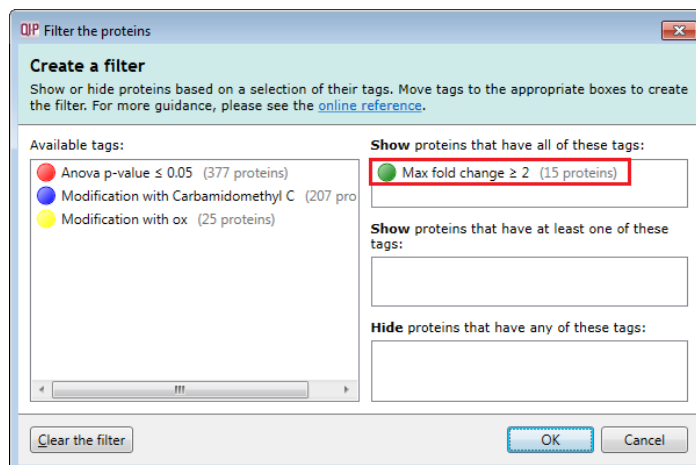 QIP Filter the proteins
Create a filter
Show or hide proteins based on a selection of their tags. Move tags to the appropriate boxes to create
the filter. For more guidance, please see the online reference.
Available tags:
Anova p-value ≤ 0.05 (377 proteins)
Modification with Carbamidomethyl C (207 pro
Modification with ox (25 proteins)
Show proteins that have all of these tags:
Max fold change ≥ 2 (15 proteins)
Show proteins that have at least one of these
tags:
Hide proteins that have any of these tags:
Clear the filter
OK
Cancel